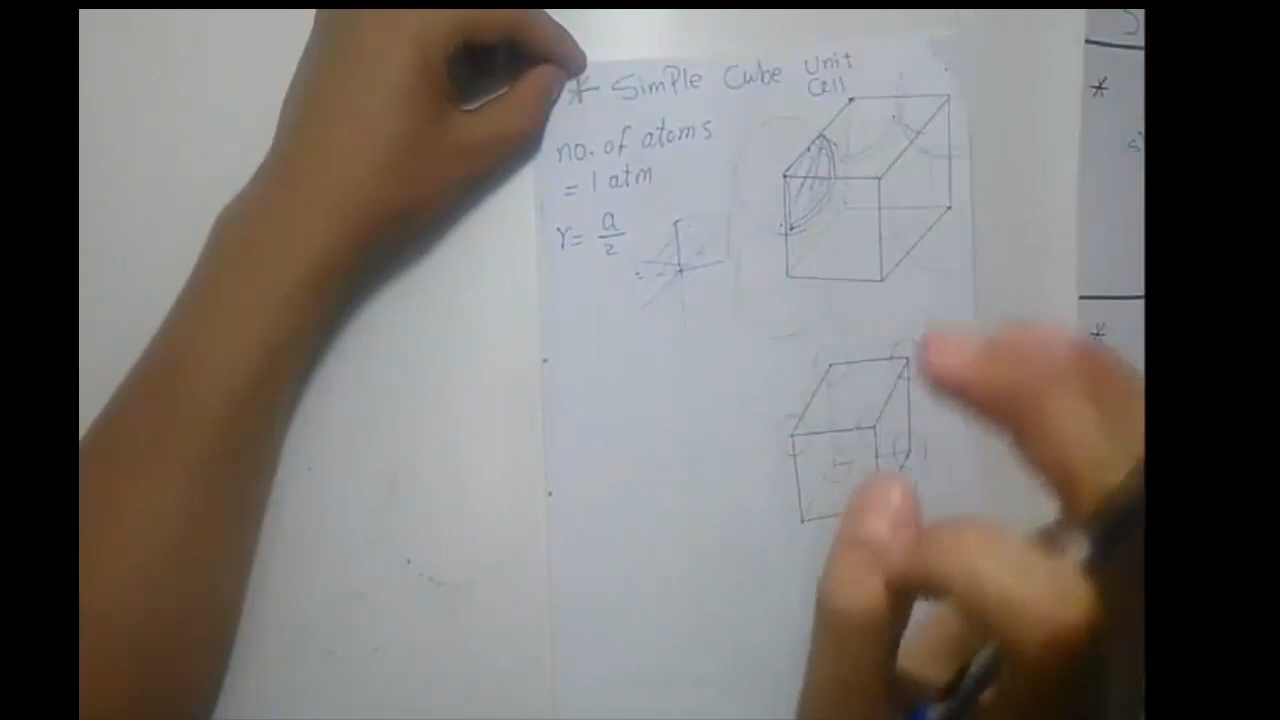 * Simple Cube Unit Cell
no. of atoms
= 1 atm
r = a/2
*
*